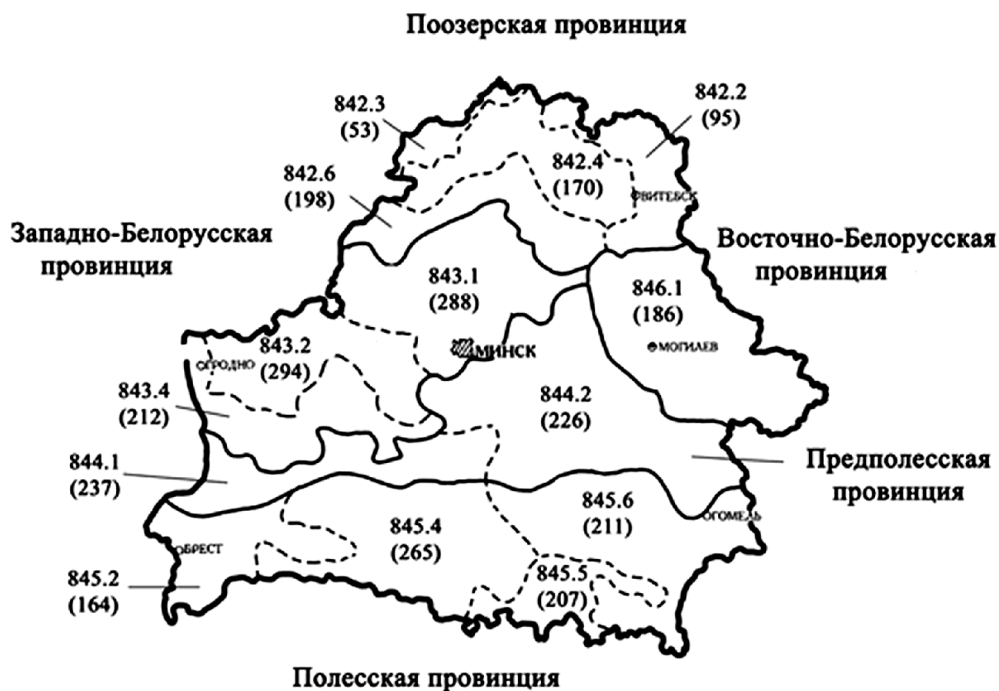 Поозерская провинция
842.3
(53)
842.2
(95)
842.4
(170)
842.6
(198)
ВИТЕБСК
Западно-Белорусская
провинция
Восточно-Белорусская
провинция
843.1
(288)
846.1
(186)
МИНСК
МОГИЛЕВ
843.2
(294)
ГРОДНО
843.4
(212)
844.2
(226)
844.1
(237)
Предполесская
провинция
845.6
(211)
ГОМЕЛЬ
845.4
(265)
БРЕСТ
845.2
(164)
845.5
(207)
Полесская провинция